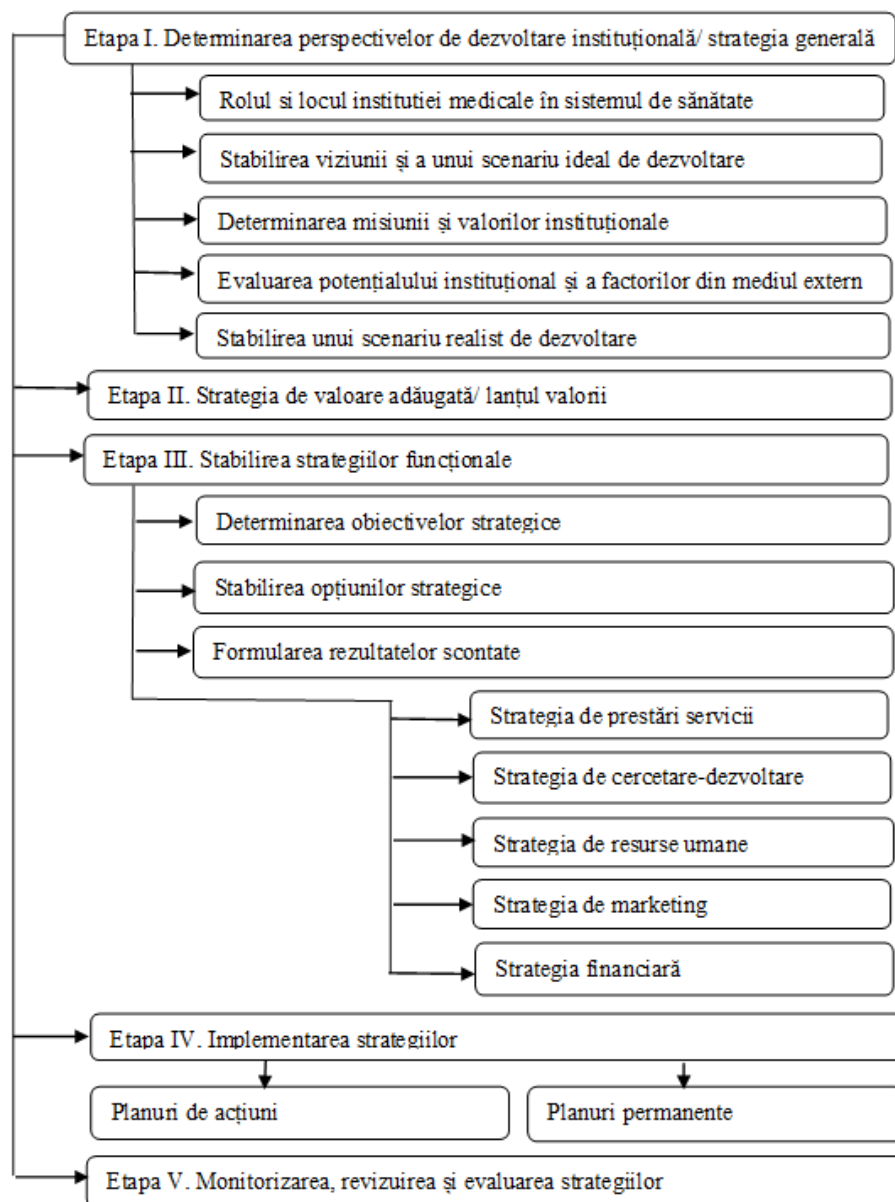 Etapa I. Determinarea perspectivelor de dezvoltare instituțională/ strategia generală
Rolul si locul institutiei medicale în sistemul de sănătate
Stabilirea viziunii și a unui scenariu ideal de dezvoltare
Determinarea misiunii și valorilor instituționale
Evaluarea potențialului instituțional și a factorilor din mediul extern
Stabilirea unui scenariu realist de dezvoltare
Etapa II. Strategia de valoare adăugată/ lanțul valorii
Etapa III. Stabilirea strategiilor funcționale
Determinarea obiectivelor strategice
Stabilirea opțiunilor strategice
Formularea rezultatelor scontate
Strategia de prestări servicii
Strategia de cercetare-dezvoltare
Strategia de resurse umane
Strategia de marketing
Strategia financiară
Etapa IV. Implementarea strategiilor
Planuri de acțiuni
Planuri permanente
Etapa V. Monitorizarea, revizuirea și evaluarea strategiilor